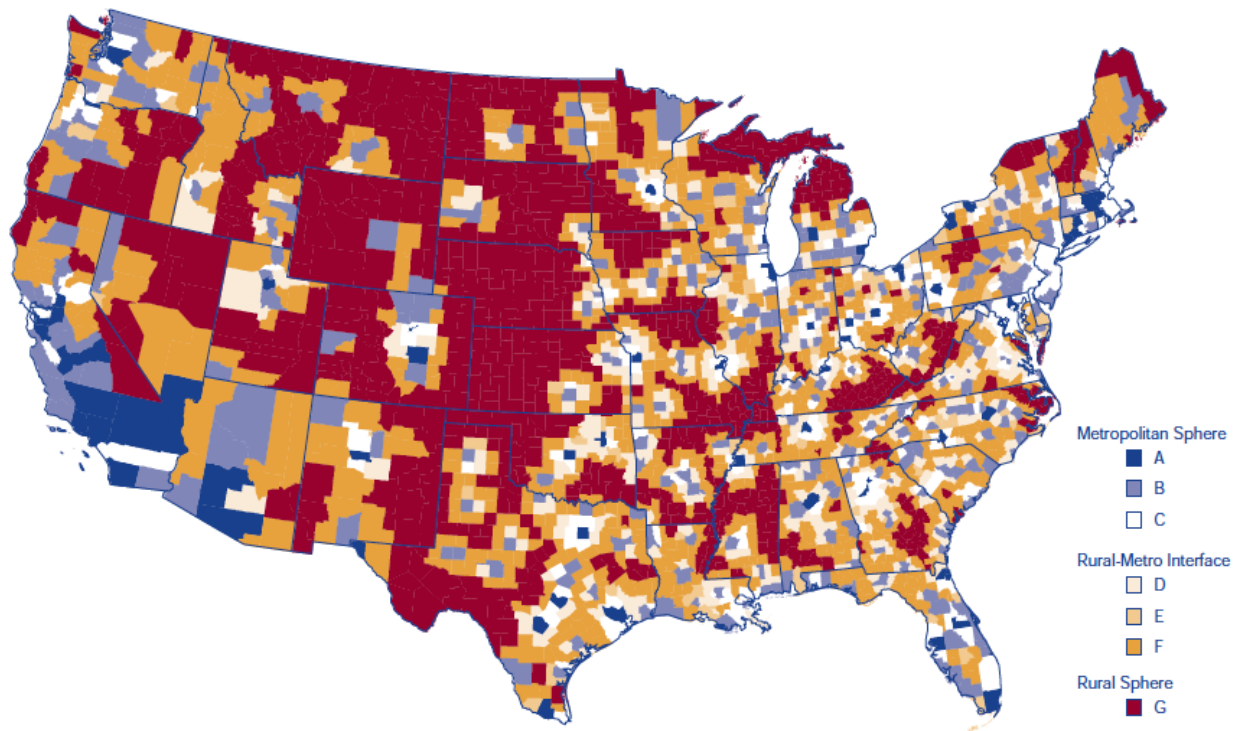 Metropolitan Sphere
A
B
C
Rural-Metro Interface
D
E
F
Rural Sphere
G